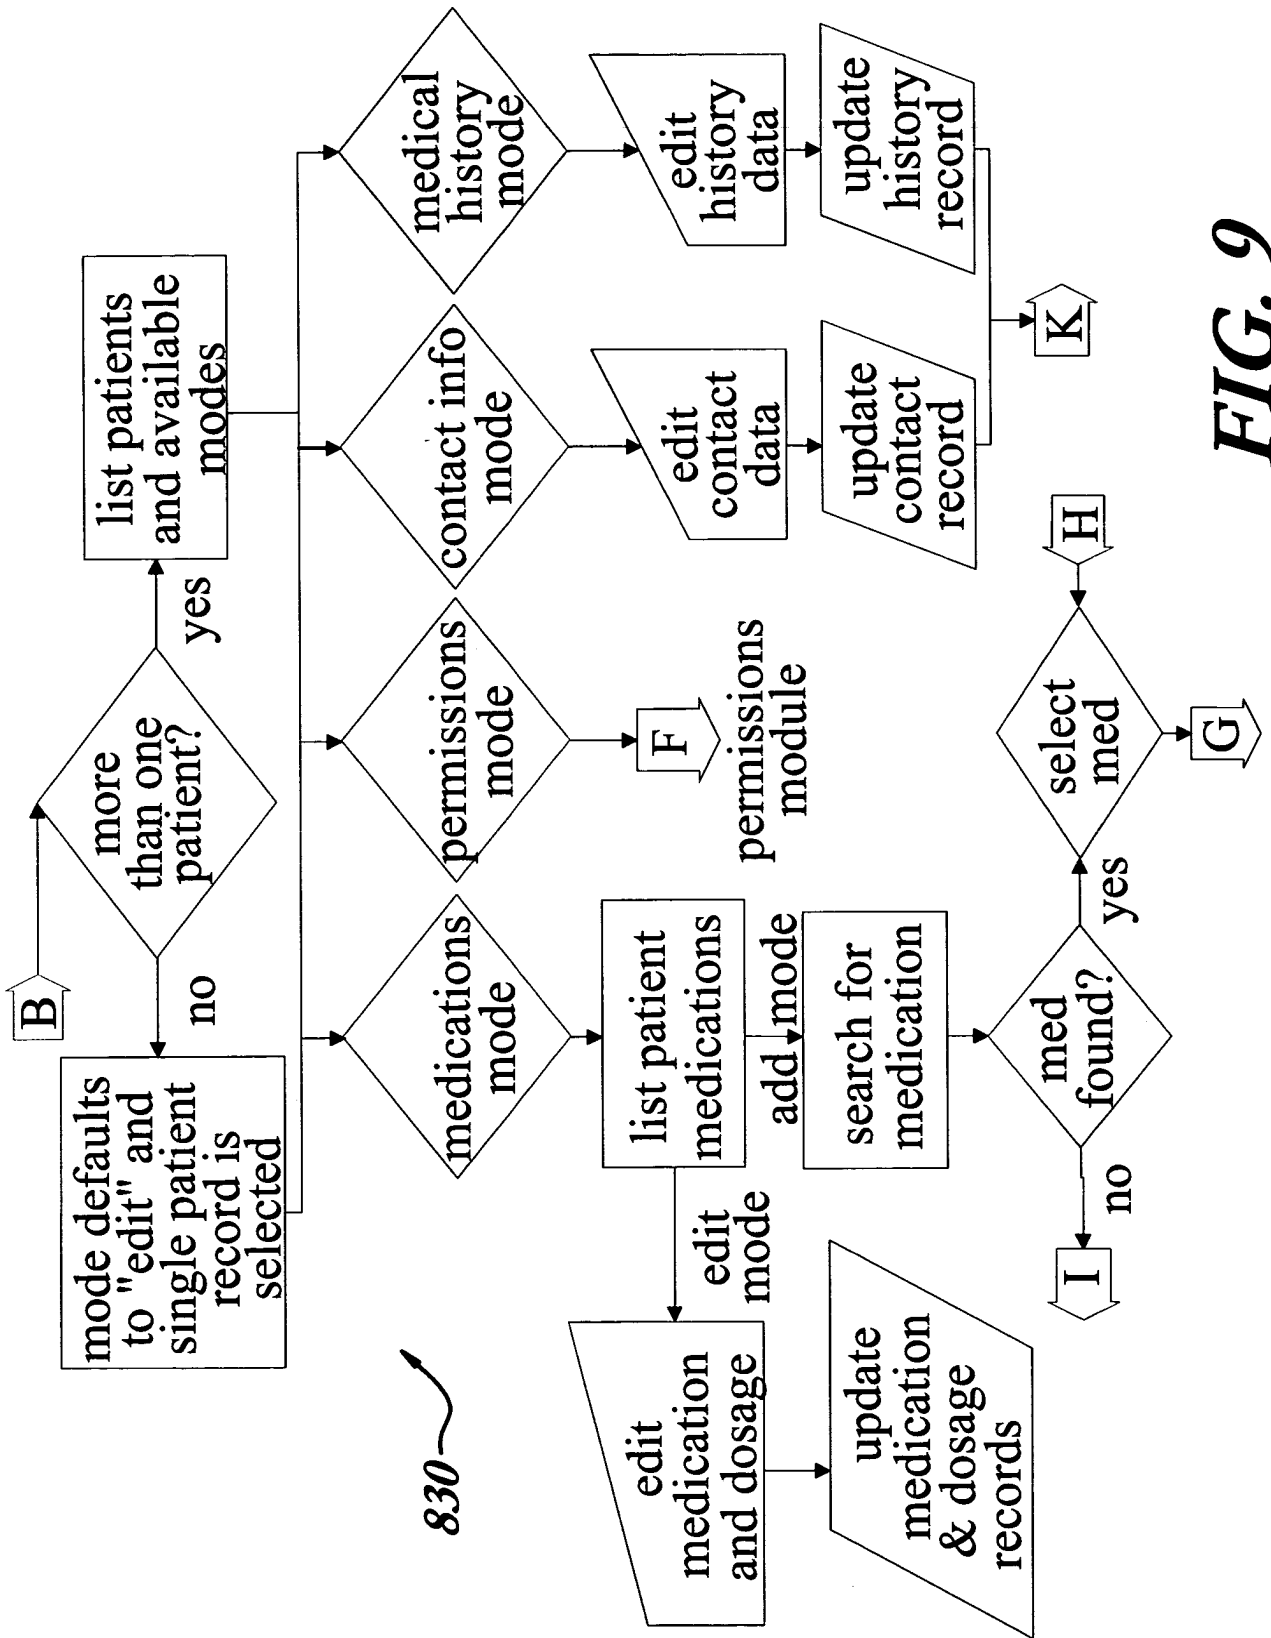 B
more
than one
patient?
no
yes
mode defaults
to "edit" and
single patient
record is
selected
list patients
and available
modes
medications
mode
permissions
mode
contact info
mode
medical
history
mode
list patient
medications
edit
mode
add mode
F
permissions
module
edit
contact
data
edit
history
data
edit
medication
and dosage
search for
medication
update
contact
record
update
history
record
update
medication
& dosage
records
med
found?
no
yes
I
select
med
H
G
K
830
FIG. 9